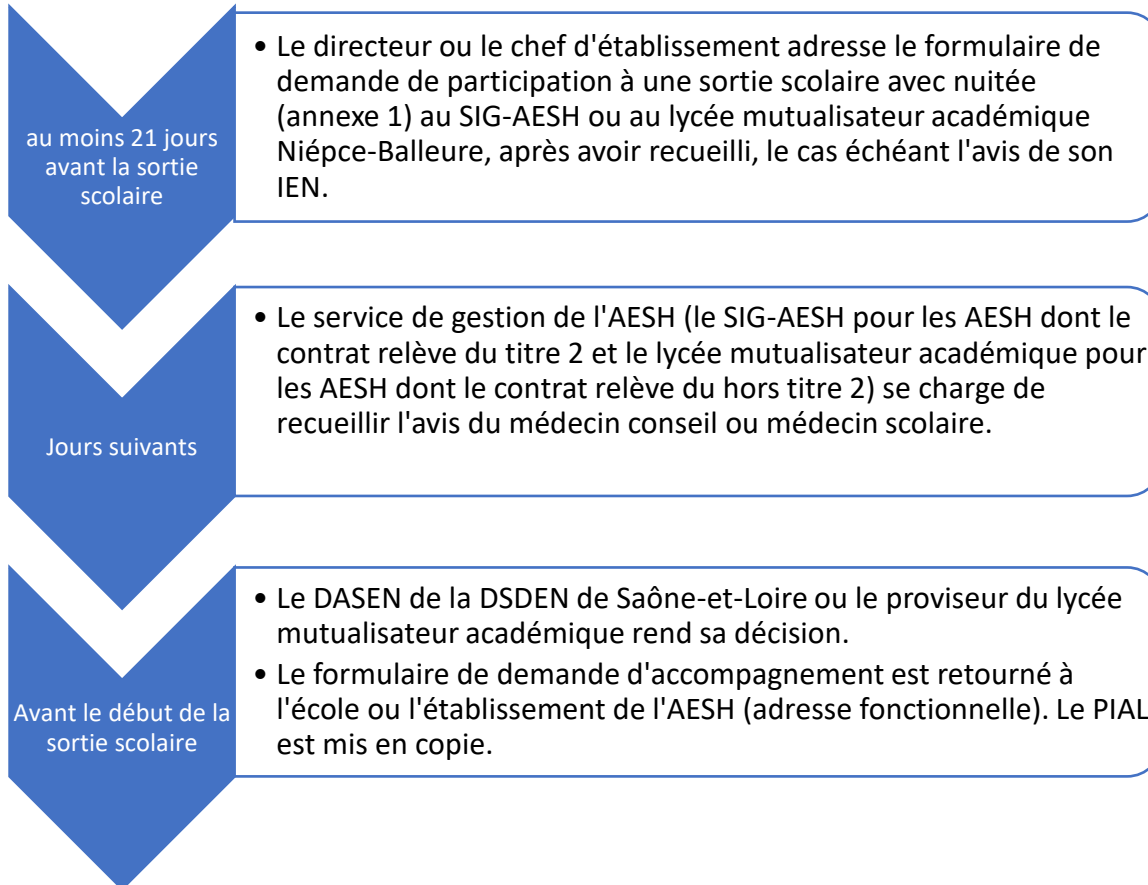 au moins 21 jours
avant la sortie
scolaire
• Le directeur ou le chef d'établissement adresse le formulaire de
demande de participation à une sortie scolaire avec nuitée
(annexe 1) au SIG-AESH ou au lycée mutualisateur académique
Niépce-Balleure, après avoir recueilli, le cas échéant l'avis de son
IEN.
Jours suivants
• Le service de gestion de l'AESH (le SIG-AESH pour les AESH dont le
contrat relève du titre 2 et le lycée mutualisateur académique pour
les AESH dont le contrat relève du hors titre 2) se charge de
recueillir l'avis du médecin conseil ou médecin scolaire.
Avant le début de la
sortie scolaire
• Le DASEN de la DSDEN de Saône-et-Loire ou le proviseur du lycée
mutualisateur académique rend sa décision.
• Le formulaire de demande d'accompagnement est retourné à
l'école ou l'établissement de l'AESH (adresse fonctionnelle). Le PIAL
est mis en copie.